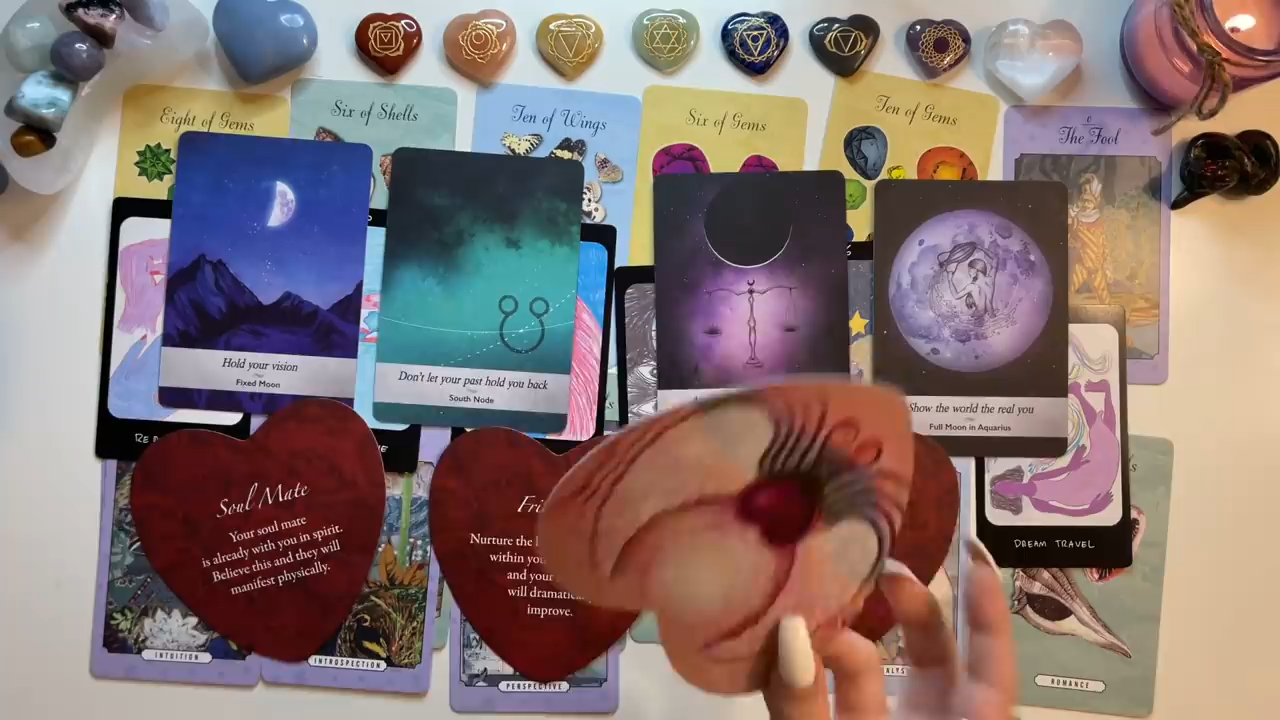 Eight of Gems
Six of Shells
Ten of Wings
Six of Gems
Ten of Gems
0
The Fool
Hold your vision
Fixed Moon
Don't let your past hold you back
South Node
Show the world the real you
Full Moon in Aquarius
Soul Mate
Your soul mate
is already with you in spirit.
Believe this and they will
manifest physically.
Nurture the
within you
and your
will dramatic
improve.
DREAM TRAVEL
INTUITION
INTROSPECTION
PERSPECTIVE
ROMANCE